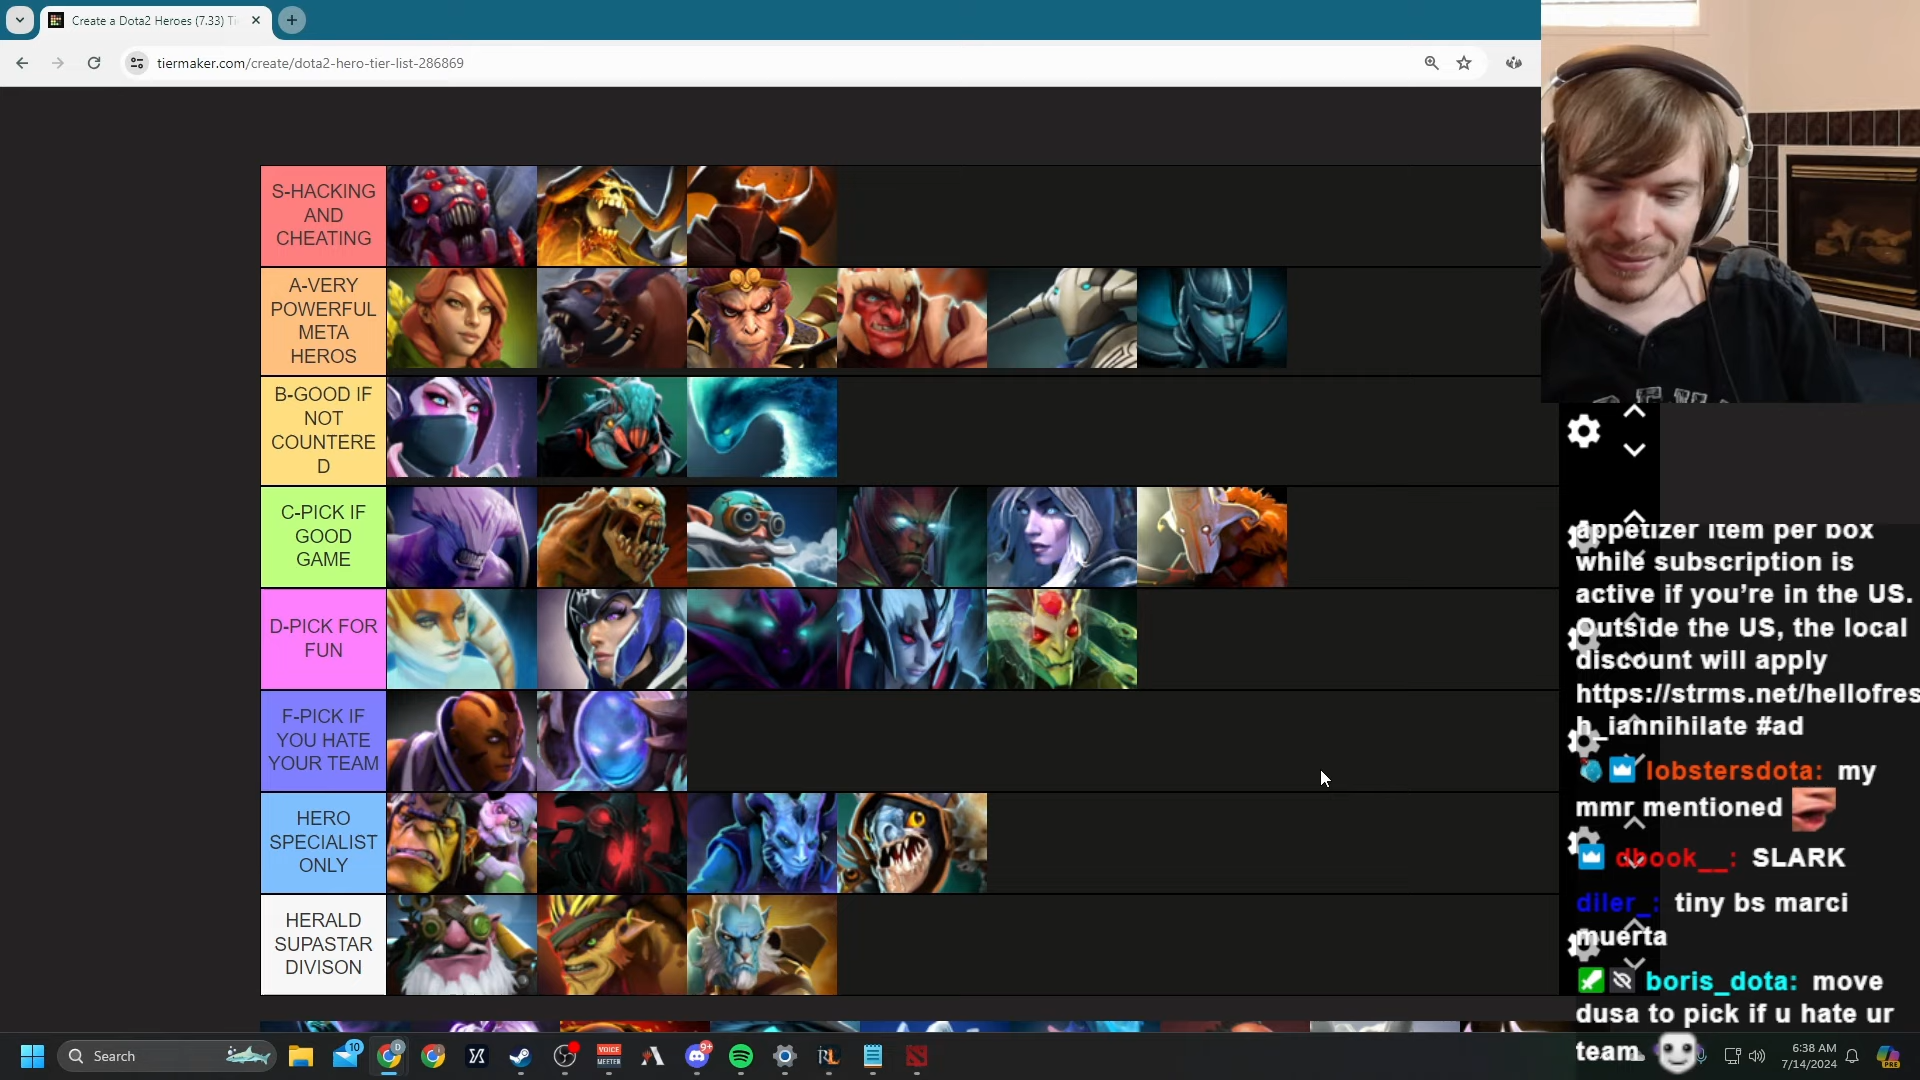 Create a Dota2 Heroes (7.33) Ti
tiermaker.com/create/dota2-hero-tier-list-286869
S-HACKING
AND
CHEATING
A-VERY
POWERFUL
META
HEROS
B-GOOD IF
NOT
COUNTERE
D
C-PICK IF
GOOD
GAME
D-PICK FOR
FUN
F-PICK IF
YOU HATE
YOUR TEAM
HERO
SPECIALIST
ONLY
HERALD
SUPASTAR
DIVISON
appetizer item per box
while subscription is
active if you're in the US.
Outside the US, the local
discount will apply
https://strms.net/hellofres
h_iannihilate #ad
lobstersdota: my
mmr mentioned
dbook__: SLARK
diler_: tiny bs marci
muerta
boris_dota: move
dusa to pick if u hate ur
team
Search
10
D
VOICE
MEETER
9+
6:38 AM
7/14/2024
PRE